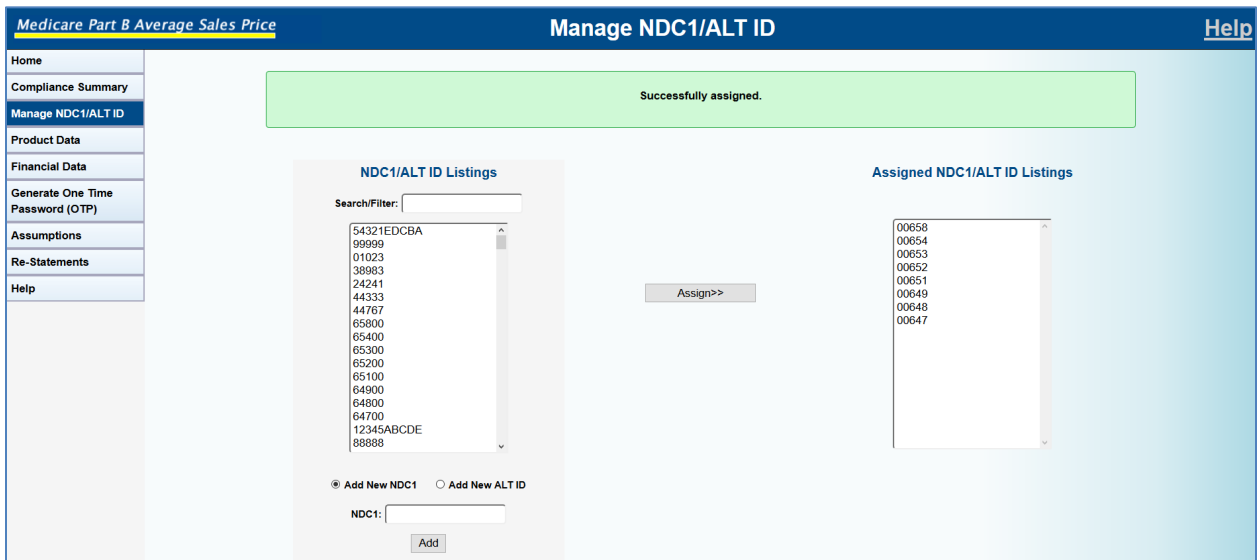 Medicare Part B Average Sales Price
Manage NDC1/ALT ID
Help
Home
Compliance Summary
Manage NDC1/ALT ID
Product Data
Financial Data
Generate One Time
Password (OTP)
Assumptions
Re-Statements
Help
Successfully assigned.
NDC1/ALT ID Listings
Search/Filter:
54321EDCBA
99999
01023
38983
24241
44333
44767
65800
65400
65300
65200
65100
64900
64800
64700
12345ABCDE
88888
Add New NDC1
Add New ALT ID
NDC1:
Add
Assign>>
Assigned NDC1/ALT ID Listings
00658
00654
00653
00652
00651
00649
00648
00647